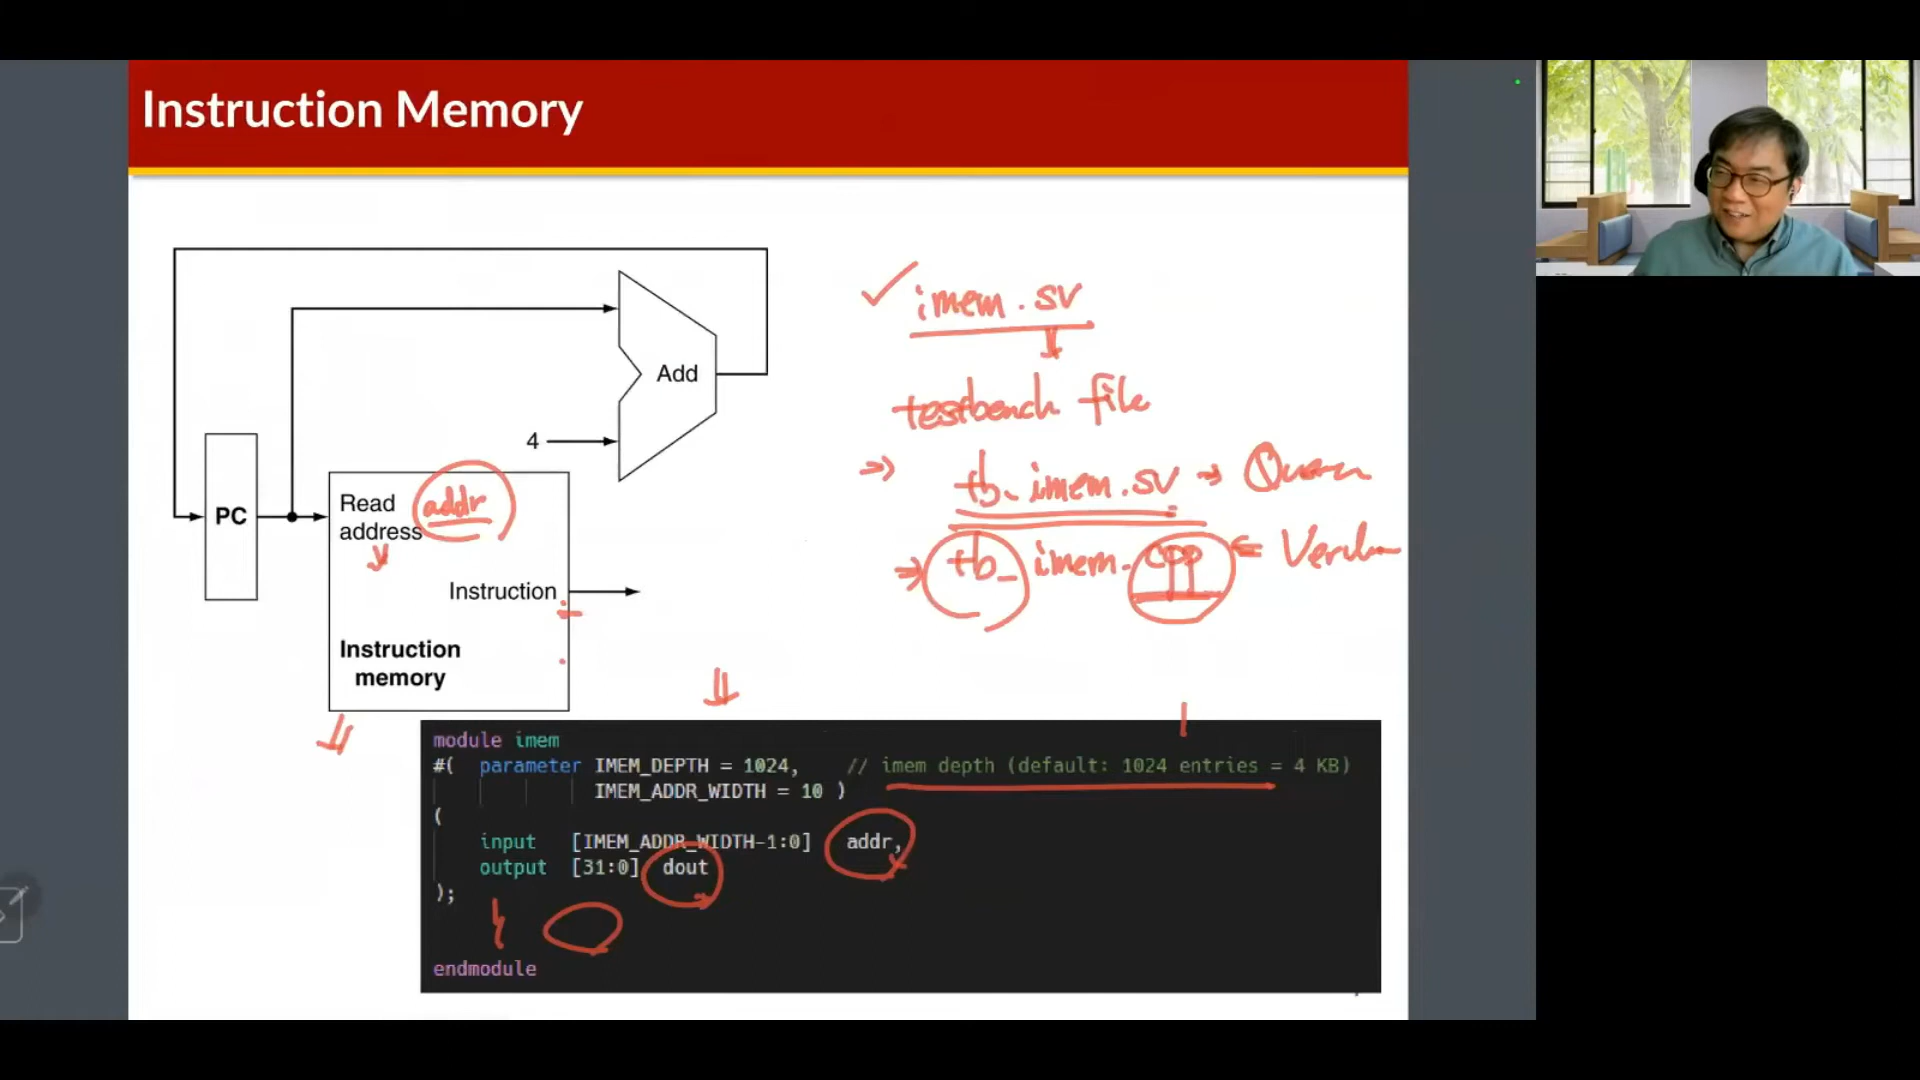 Instruction Memory
Add
4
PC
Read
address
addr
Instruction
Instruction
memory
imem.sv
testbench file
tb_imem.sv →
tb_imem.cpp
module imem
#( parameter IMEM_DEPTH = 1024, // imem depth (default: 1024 entries = 4 KB)
IMEM_ADDR_WIDTH = 10 )
(
input [IMEM_ADDR_WIDTH-1:0] addr,
output [31:0] dout
);
endmodule